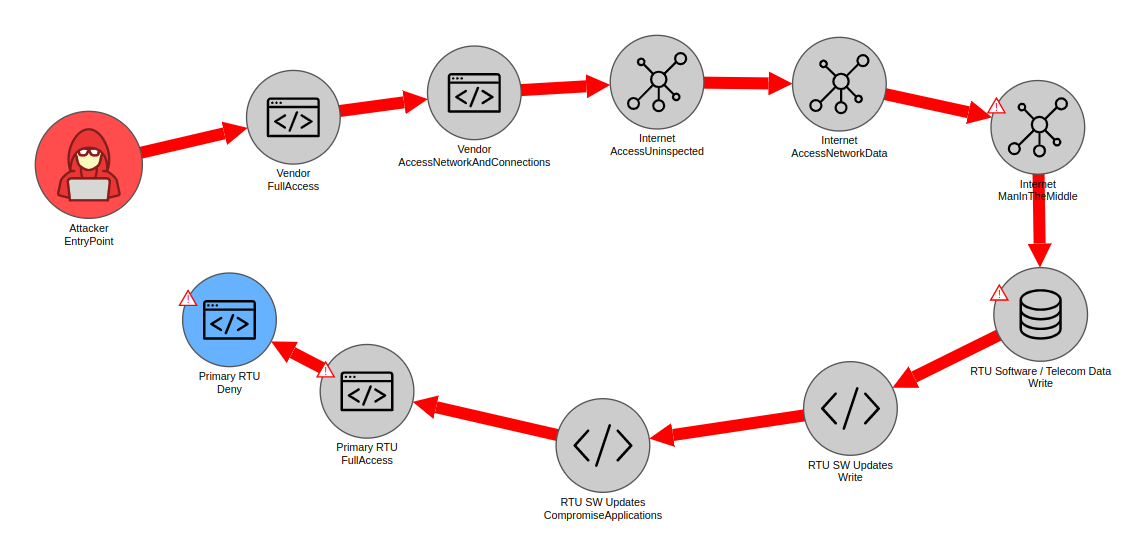 Attacker
EntryPoint
Vendor
FullAccess
Vendor
AccessNetworkAndConnections
Internet
AccessUninspected
Internet
AccessNetworkData
Internet
ManInTheMiddle
RTU Software / Telecom Data
Write
RTU SW Updates
Write
RTU SW Updates
CompromiseApplications
Primary RTU
FullAccess
Primary RTU
Deny